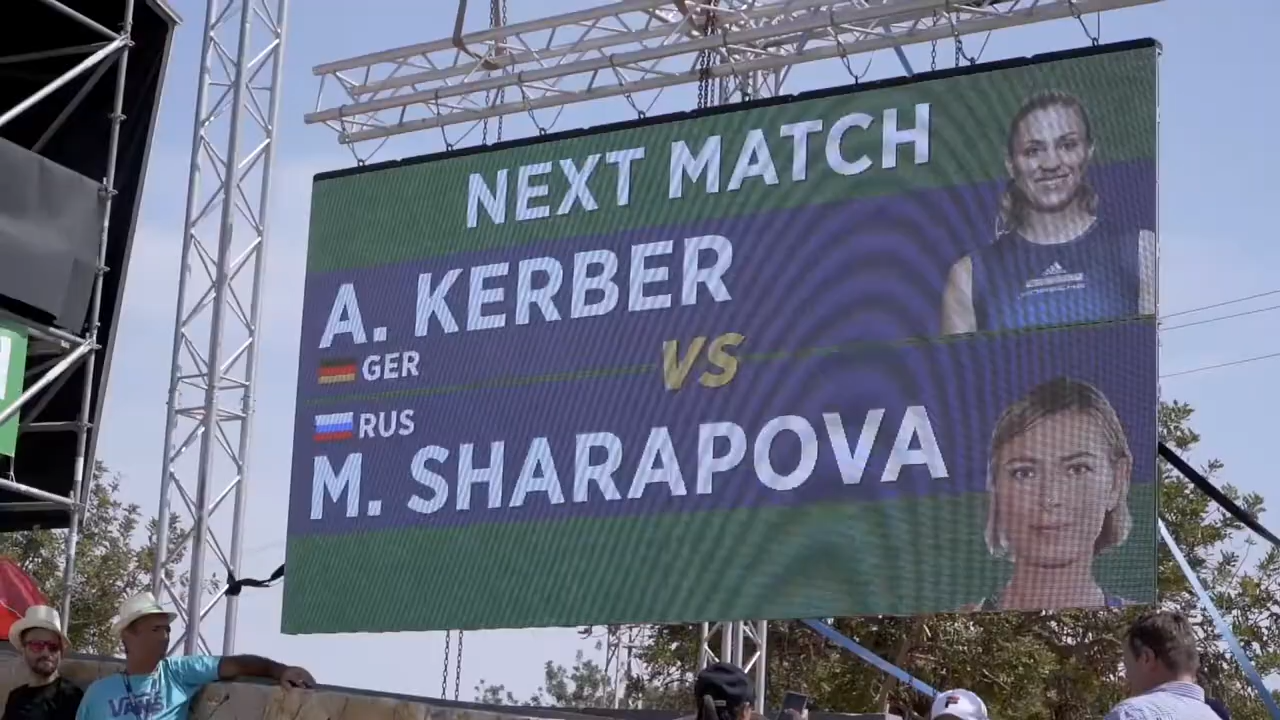 NEXT MATCH
A. KERBER
GER
VS
RUS
M. SHARAPOVA
VANS